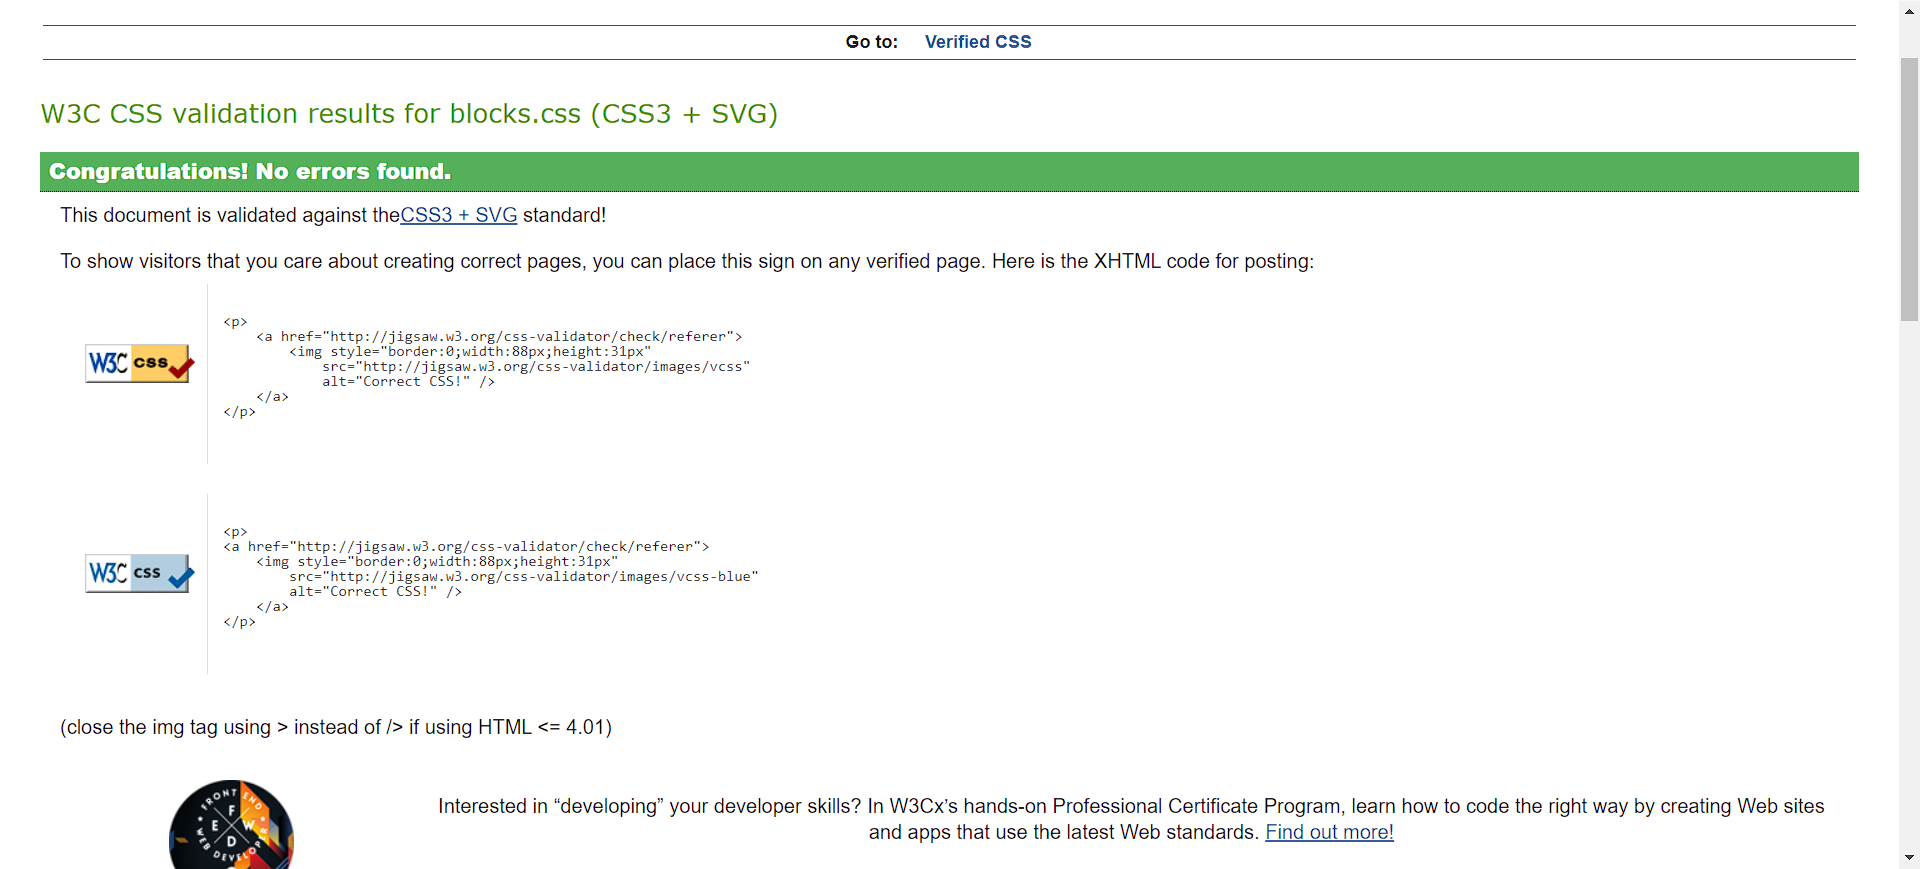 Go to: Verified CSS
W3C CSS validation results for blocks.css (CSS3 + SVG)
Congratulations! No errors found.
This document is validated against theCSS3 + SVG standard!
To show visitors that you care about creating correct pages, you can place this sign on any verified page. Here is the XHTML code for posting:
W3C css
<p>
    <a href="http://jigsaw.w3.org/css-validator/check/referer">
        <img style="border:0;width:88px;height:31px"
            src="http://jigsaw.w3.org/css-validator/images/vcss"
            alt="Correct CSS!" />
    </a>
</p>
W3C css
<p>
<a href="http://jigsaw.w3.org/css-validator/check/referer">
    <img style="border:0;width:88px;height:31px"
        src="http://jigsaw.w3.org/css-validator/images/vcss-blue"
        alt="Correct CSS!" />
    </a>
</p>
(close the img tag using > instead of /> if using HTML <= 4.01)
FRONT END
WEB DEVELOPER
F
E W
D
Interested in “developing” your developer skills? In W3Cx’s hands-on Professional Certificate Program, learn how to code the right way by creating Web sites
and apps that use the latest Web standards. Find out more!